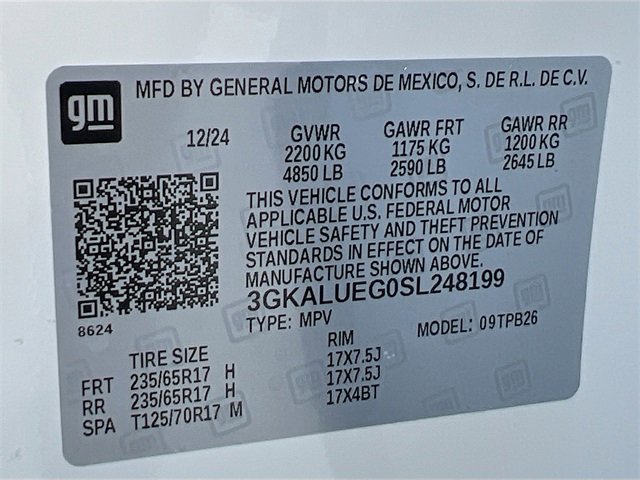 gm
MFD BY GENERAL MOTORS DE MEXICO, S. DE R.L. DE C.V.
12/24 GVWR GAWR FRT GAWR RR
2200 KG 1175 KG 1200 KG
4850 LB 2590 LB 2645 LB
THIS VEHICLE CONFORMS TO ALL
APPLICABLE U.S. FEDERAL MOTOR
VEHICLE SAFETY AND THEFT PREVENTION
STANDARDS IN EFFECT ON THE DATE OF
MANUFACTURE SHOWN ABOVE.
3GKALUEG0SL248199
8624
TYPE: MPV MODEL: 09TPB26
TIRE SIZE RIM
FRT 235/65R17 H 17X7.5J
RR 235/65R17 H 17X7.5J
SPA T125/70R17 M 17X4BT